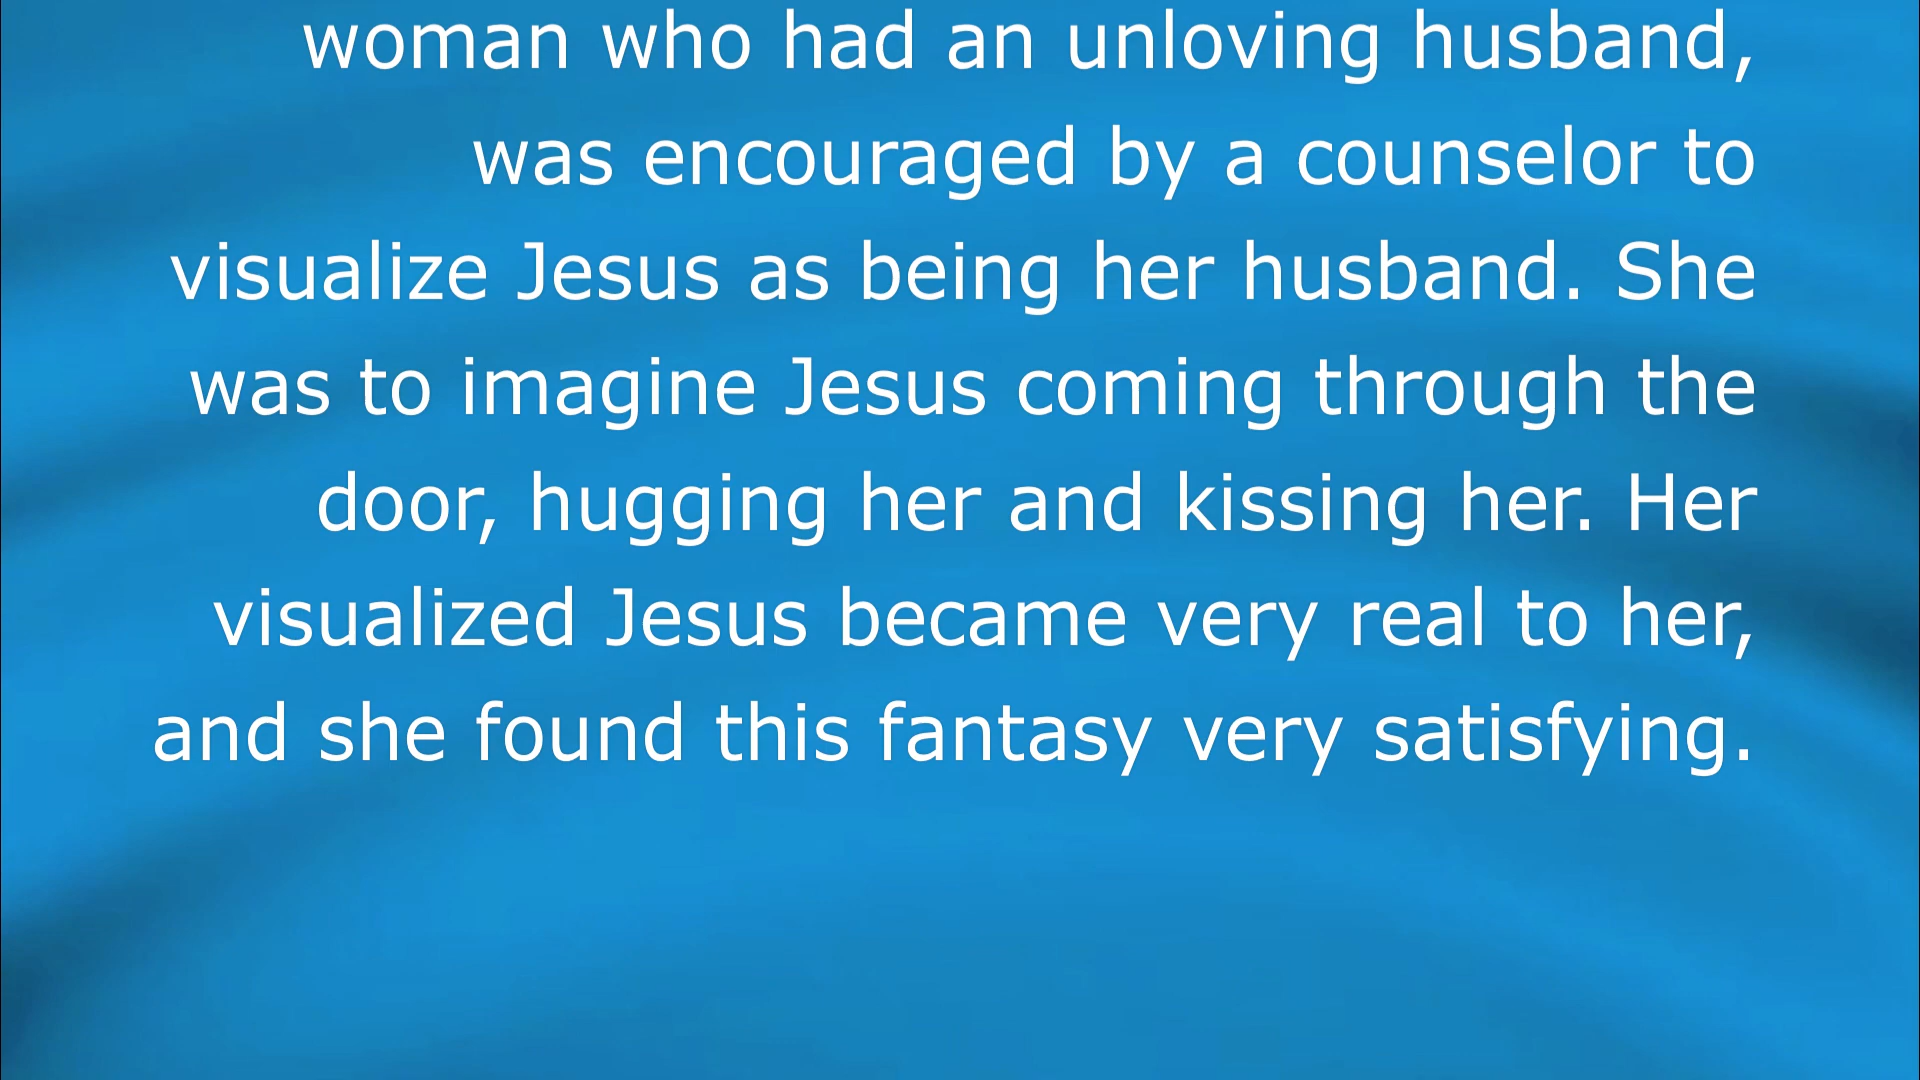 woman who had an unloving husband,
was encouraged by a counselor to
visualize Jesus as being her husband. She
was to imagine Jesus coming through the
door, hugging her and kissing her. Her
visualized Jesus became very real to her,
and she found this fantasy very satisfying.